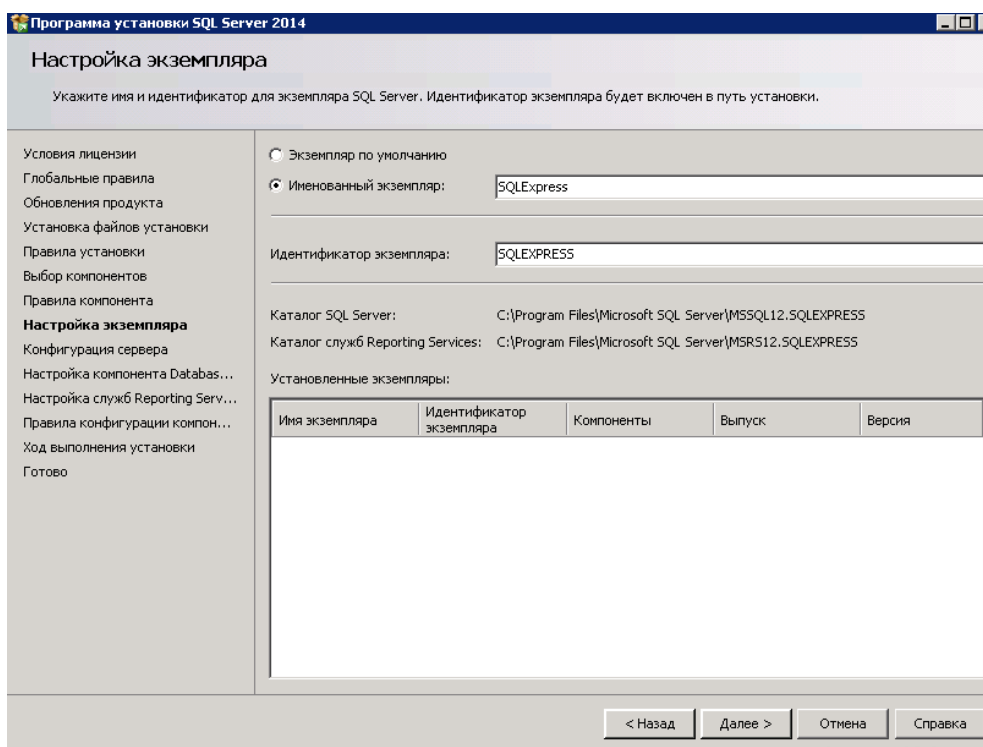 Программа установки SQL Server 2014
Настройка экземпляра
Укажите имя и идентификатор для экземпляра SQL Server. Идентификатор экземпляра будет включен в путь установки.
Условия лицензии
Глобальные правила
Обновления продукта
Установка файлов установки
Правила установки
Выбор компонентов
Правила компонента
Настройка экземпляра
Конфигурация сервера
Настройка компонента Databas...
Настройка служб Reporting Serv...
Правила конфигурации компон...
Ход выполнения установки
Готово
Экземпляр по умолчанию
Именованный экземпляр: SQLExpress
Идентификатор экземпляра: SQLEXPRESS
Каталог SQL Server: C:\Program Files\Microsoft SQL Server\MSSQL12.SQLEXPRESS
Каталог служб Reporting Services: C:\Program Files\Microsoft SQL Server\MSRS12.SQLEXPRESS
Установленные экземпляры:
Имя экземпляра Идентификатор экземпляра Компоненты Выпуск Версия
< Назад Далее > Отмена Справка